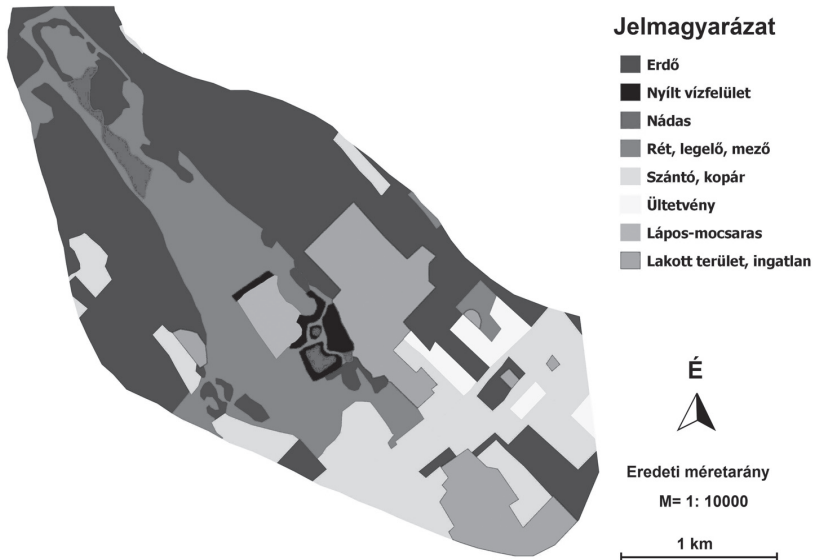 Jelmagyarázat
Erdő
Nyílt vízfelület
Nádas
Rét, legelő, mező
Szántó, kopár
Ültetvény
Lápos-mocsaras
Lakott terület, ingatlan
É
Eredeti méretarány
M= 1: 10000
1 km